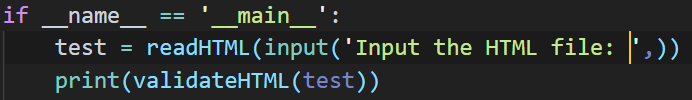 if __name__ == '__main__':
    test = readHTML(input('Input the HTML file: ',))
    print(validateHTML(test))